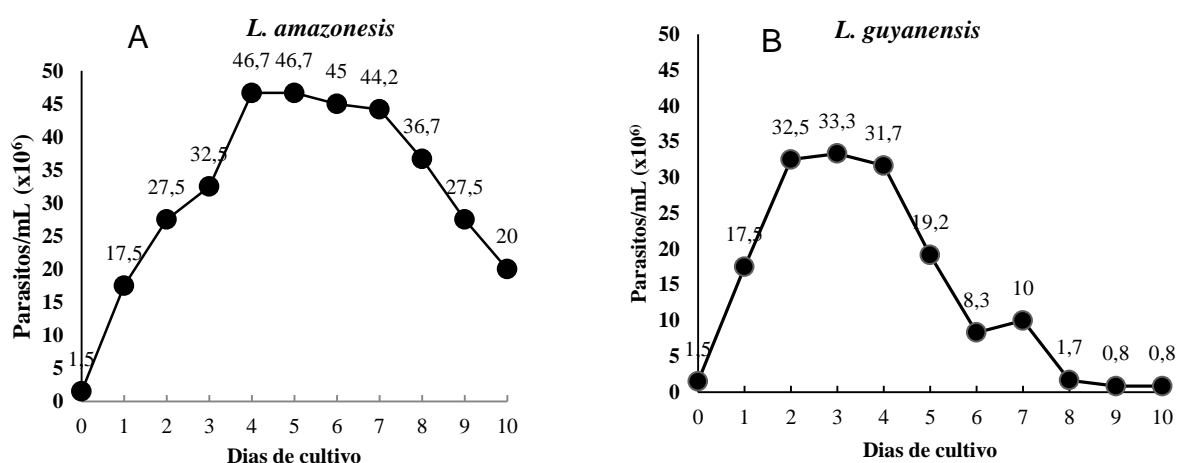 A
L. amazonesis
46,7 46,7 45 44,2
36,7
32,5
27,5 27,5
20
17,5
1,5
50
45
40
35
30
25
20
15
10
5
0
Parasitos/mL (x10⁶)
0 1 2 3 4 5 6 7 8 9 10
Dias de cultivo
B
L. guyanensis
32,5 33,3 31,7
19,2
17,5
8,3 10
1,5
1,7 0,8 0,8
50
45
40
35
30
25
20
15
10
5
0
Parasitos/mL (x10⁶)
0 1 2 3 4 5 6 7 8 9 10
Dias de cultivo